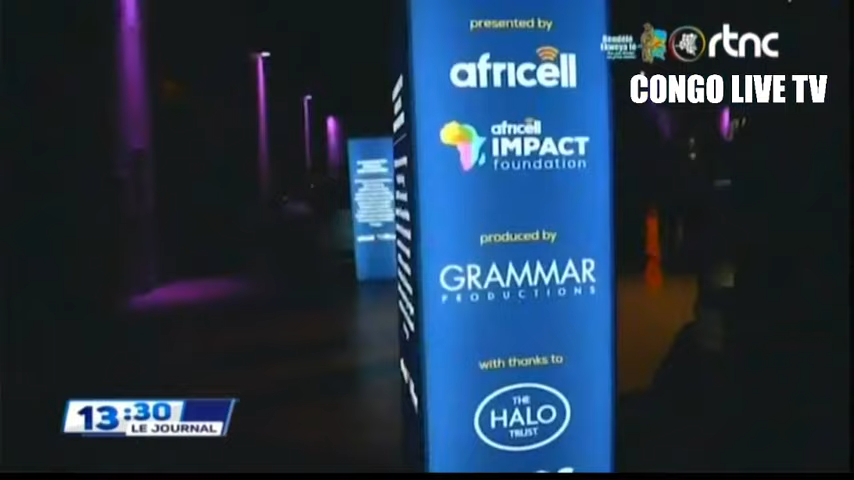 presented by
africell
africell
IMPACT
foundation
produced by
GRAMMAR
PRODUCTIONS
with thanks to
THE
HALO
TRUST
rtnc
CONGO LIVE TV
13:30
LE JOURNAL